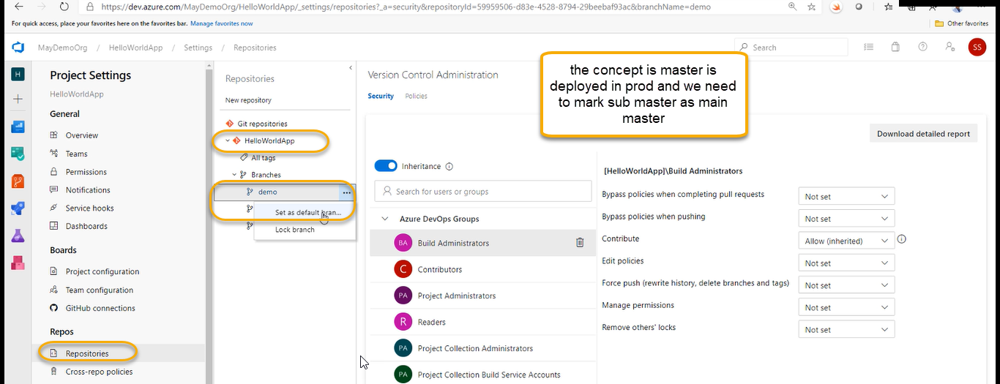 https://dev.azure.com/MayDemoOrg/HelloWorldApp/_settings/repositories?_a=security&repositoryId=59959506-d83e-4528-8794-29beebaf93ac&branchName=demo
For quick access, place your favorites here on the favorites bar. Manage favorites now
Other favorites
MayDemoOrg / HelloWorldApp / Settings / Repositories
Search
SS
H
Project Settings
HelloWorldApp
General
Overview
Teams
Permissions
Notifications
Service hooks
Dashboards
Boards
Project configuration
Team configuration
GitHub connections
Repos
Repositories
Cross-repo policies
Repositories
New repository
Git repositories
HelloWorldApp
All tags
Branches
demo
Set as default bran...
Lock branch
Version Control Administration
Security Policies
the concept is master is
deployed in prod and we need
to mark sub master as main
master
Download detailed report
Inheritance
Search for users or groups
Azure DevOps Groups
BA Build Administrators
C Contributors
PA Project Administrators
R Readers
PA Project Collection Administrators
PA Project Collection Build Service Accounts
[HelloWorldApp]\Build Administrators
Bypass policies when completing pull requests Not set
Bypass policies when pushing Not set
Contribute Allow (inherited)
Edit policies Not set
Force push (rewrite history, delete branches and tags) Not set
Manage permissions Not set
Remove others' locks Not set